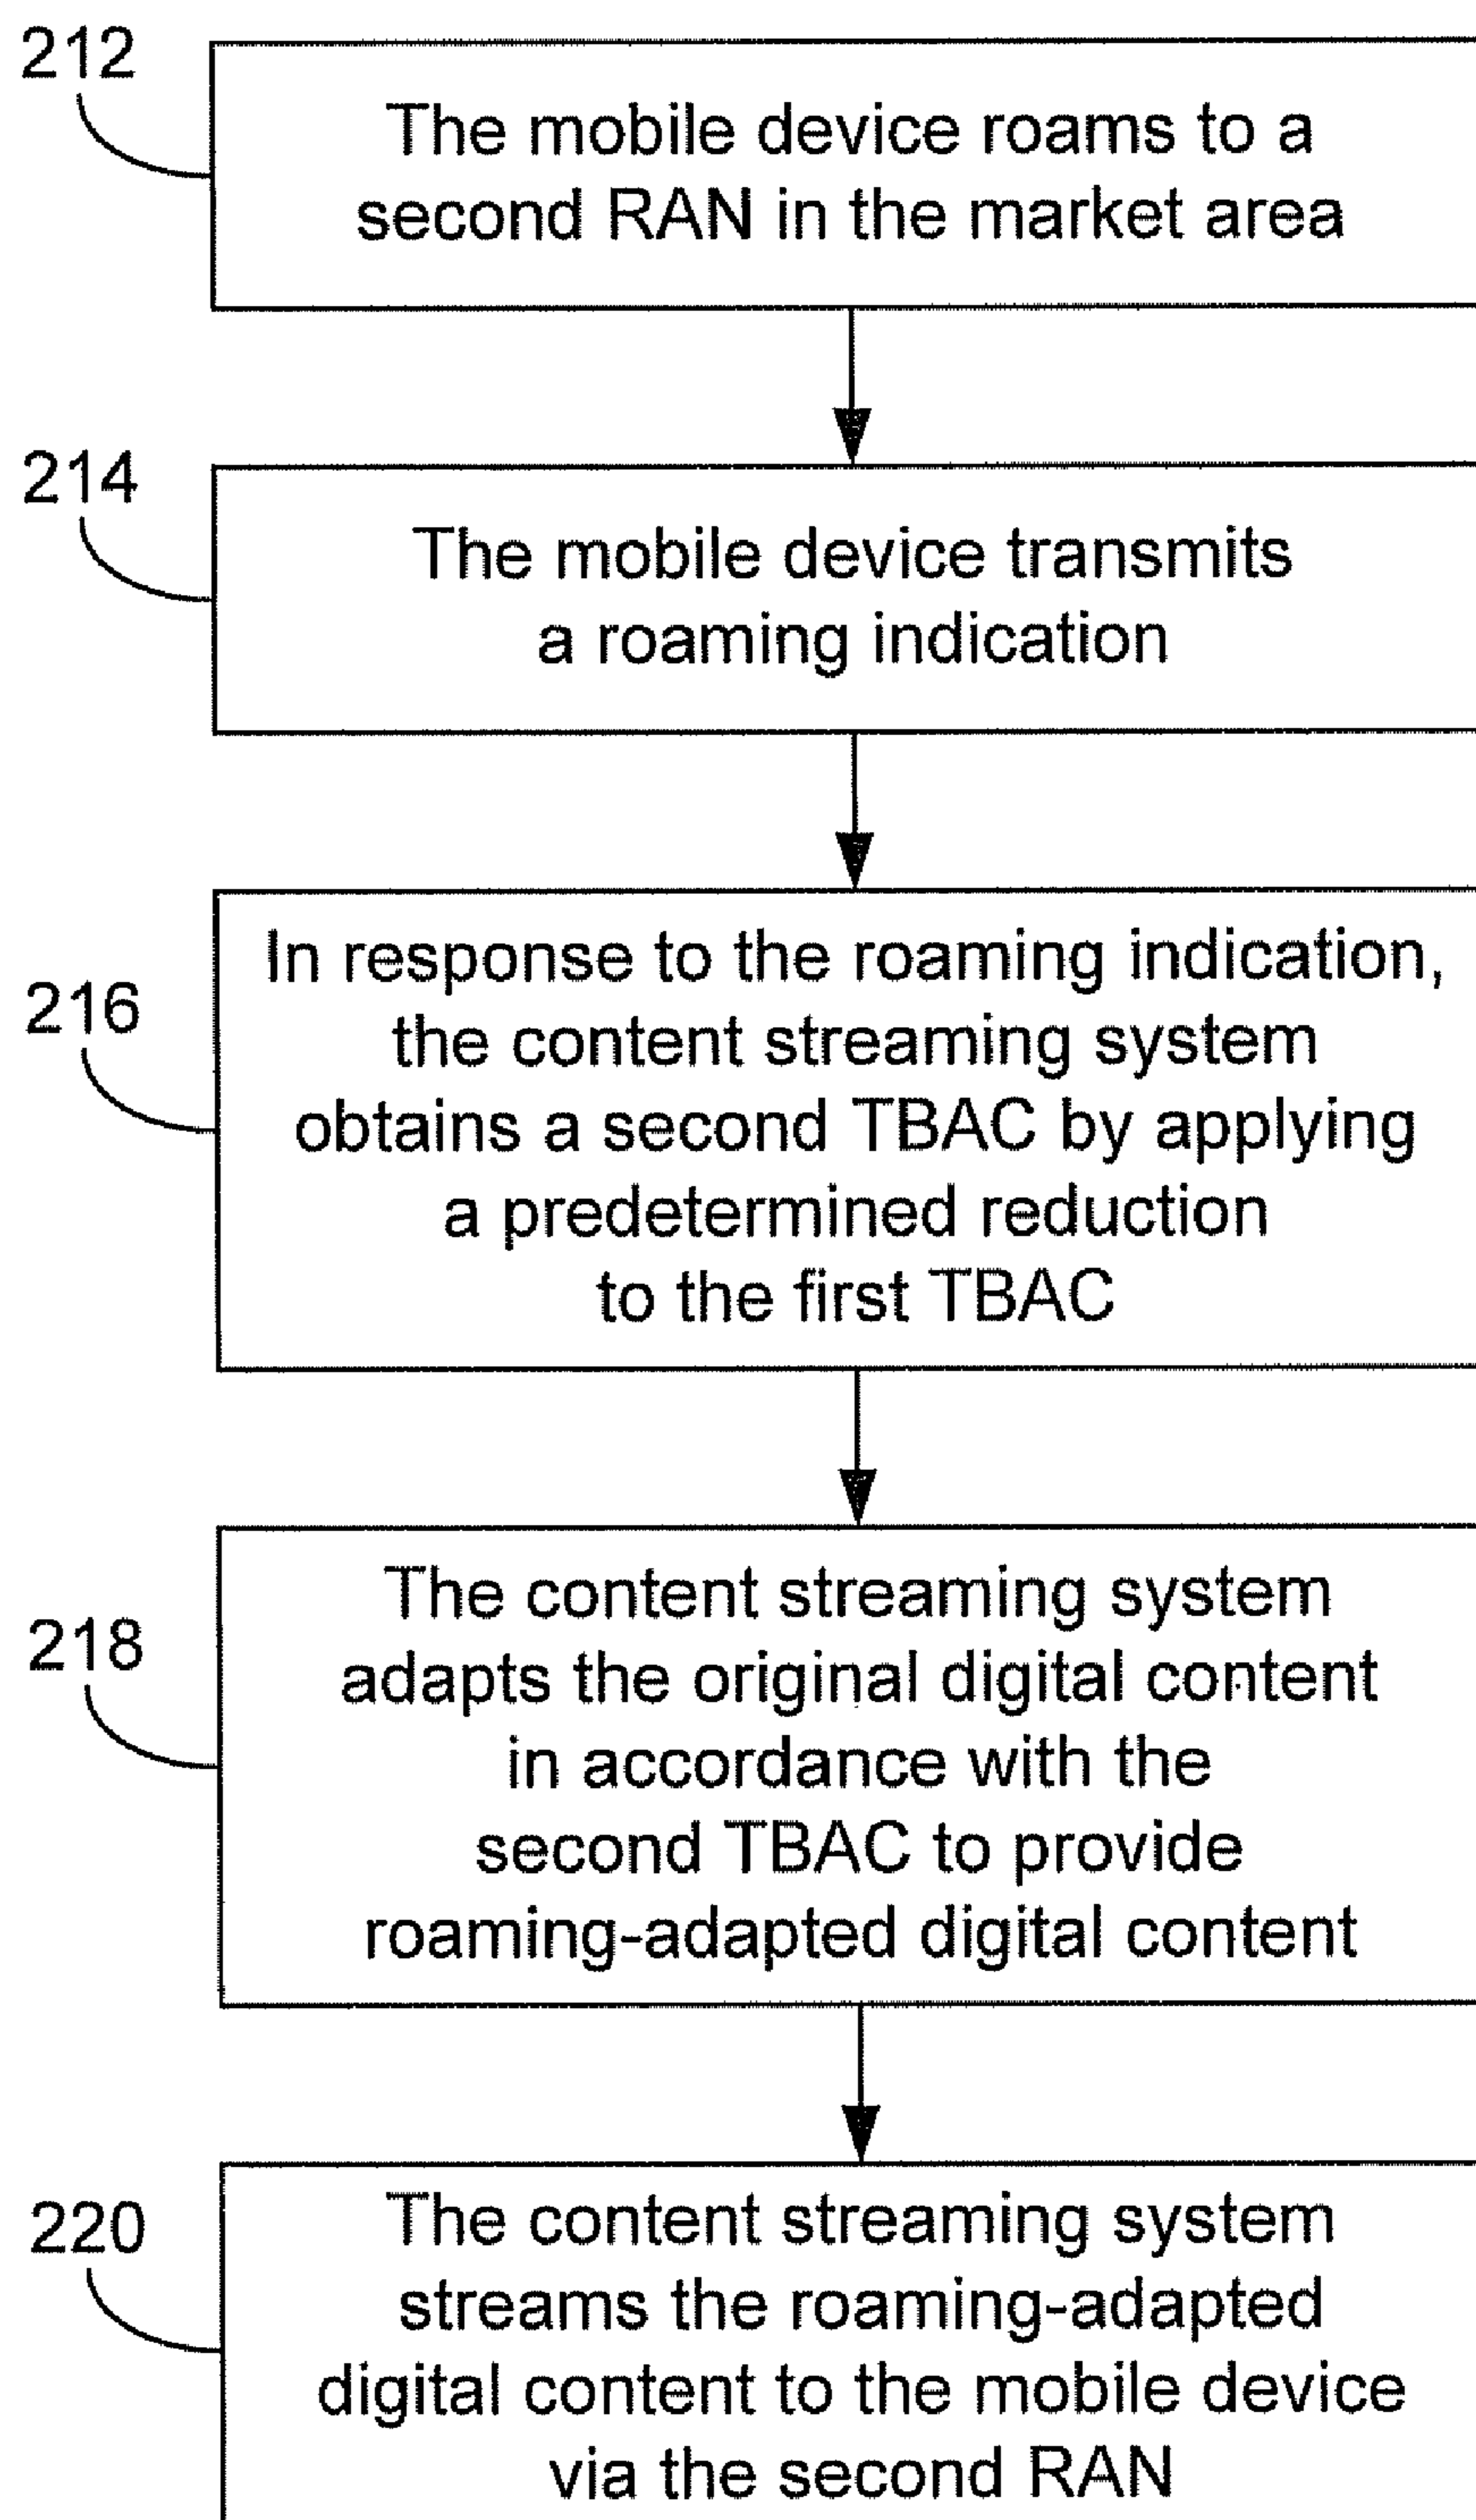 212
The mobile device roams to a
second RAN in the market area
214
The mobile device transmits
a roaming indication
216
In response to the roaming indication,
the content streaming system
obtains a second TBAC by applying
a predetermined reduction
to the first TBAC
218
The content streaming system
adapts the original digital content
in accordance with the
second TBAC to provide
roaming-adapted digital content
220
The content streaming system
streams the roaming-adapted
digital content to the mobile device
via the second RAN